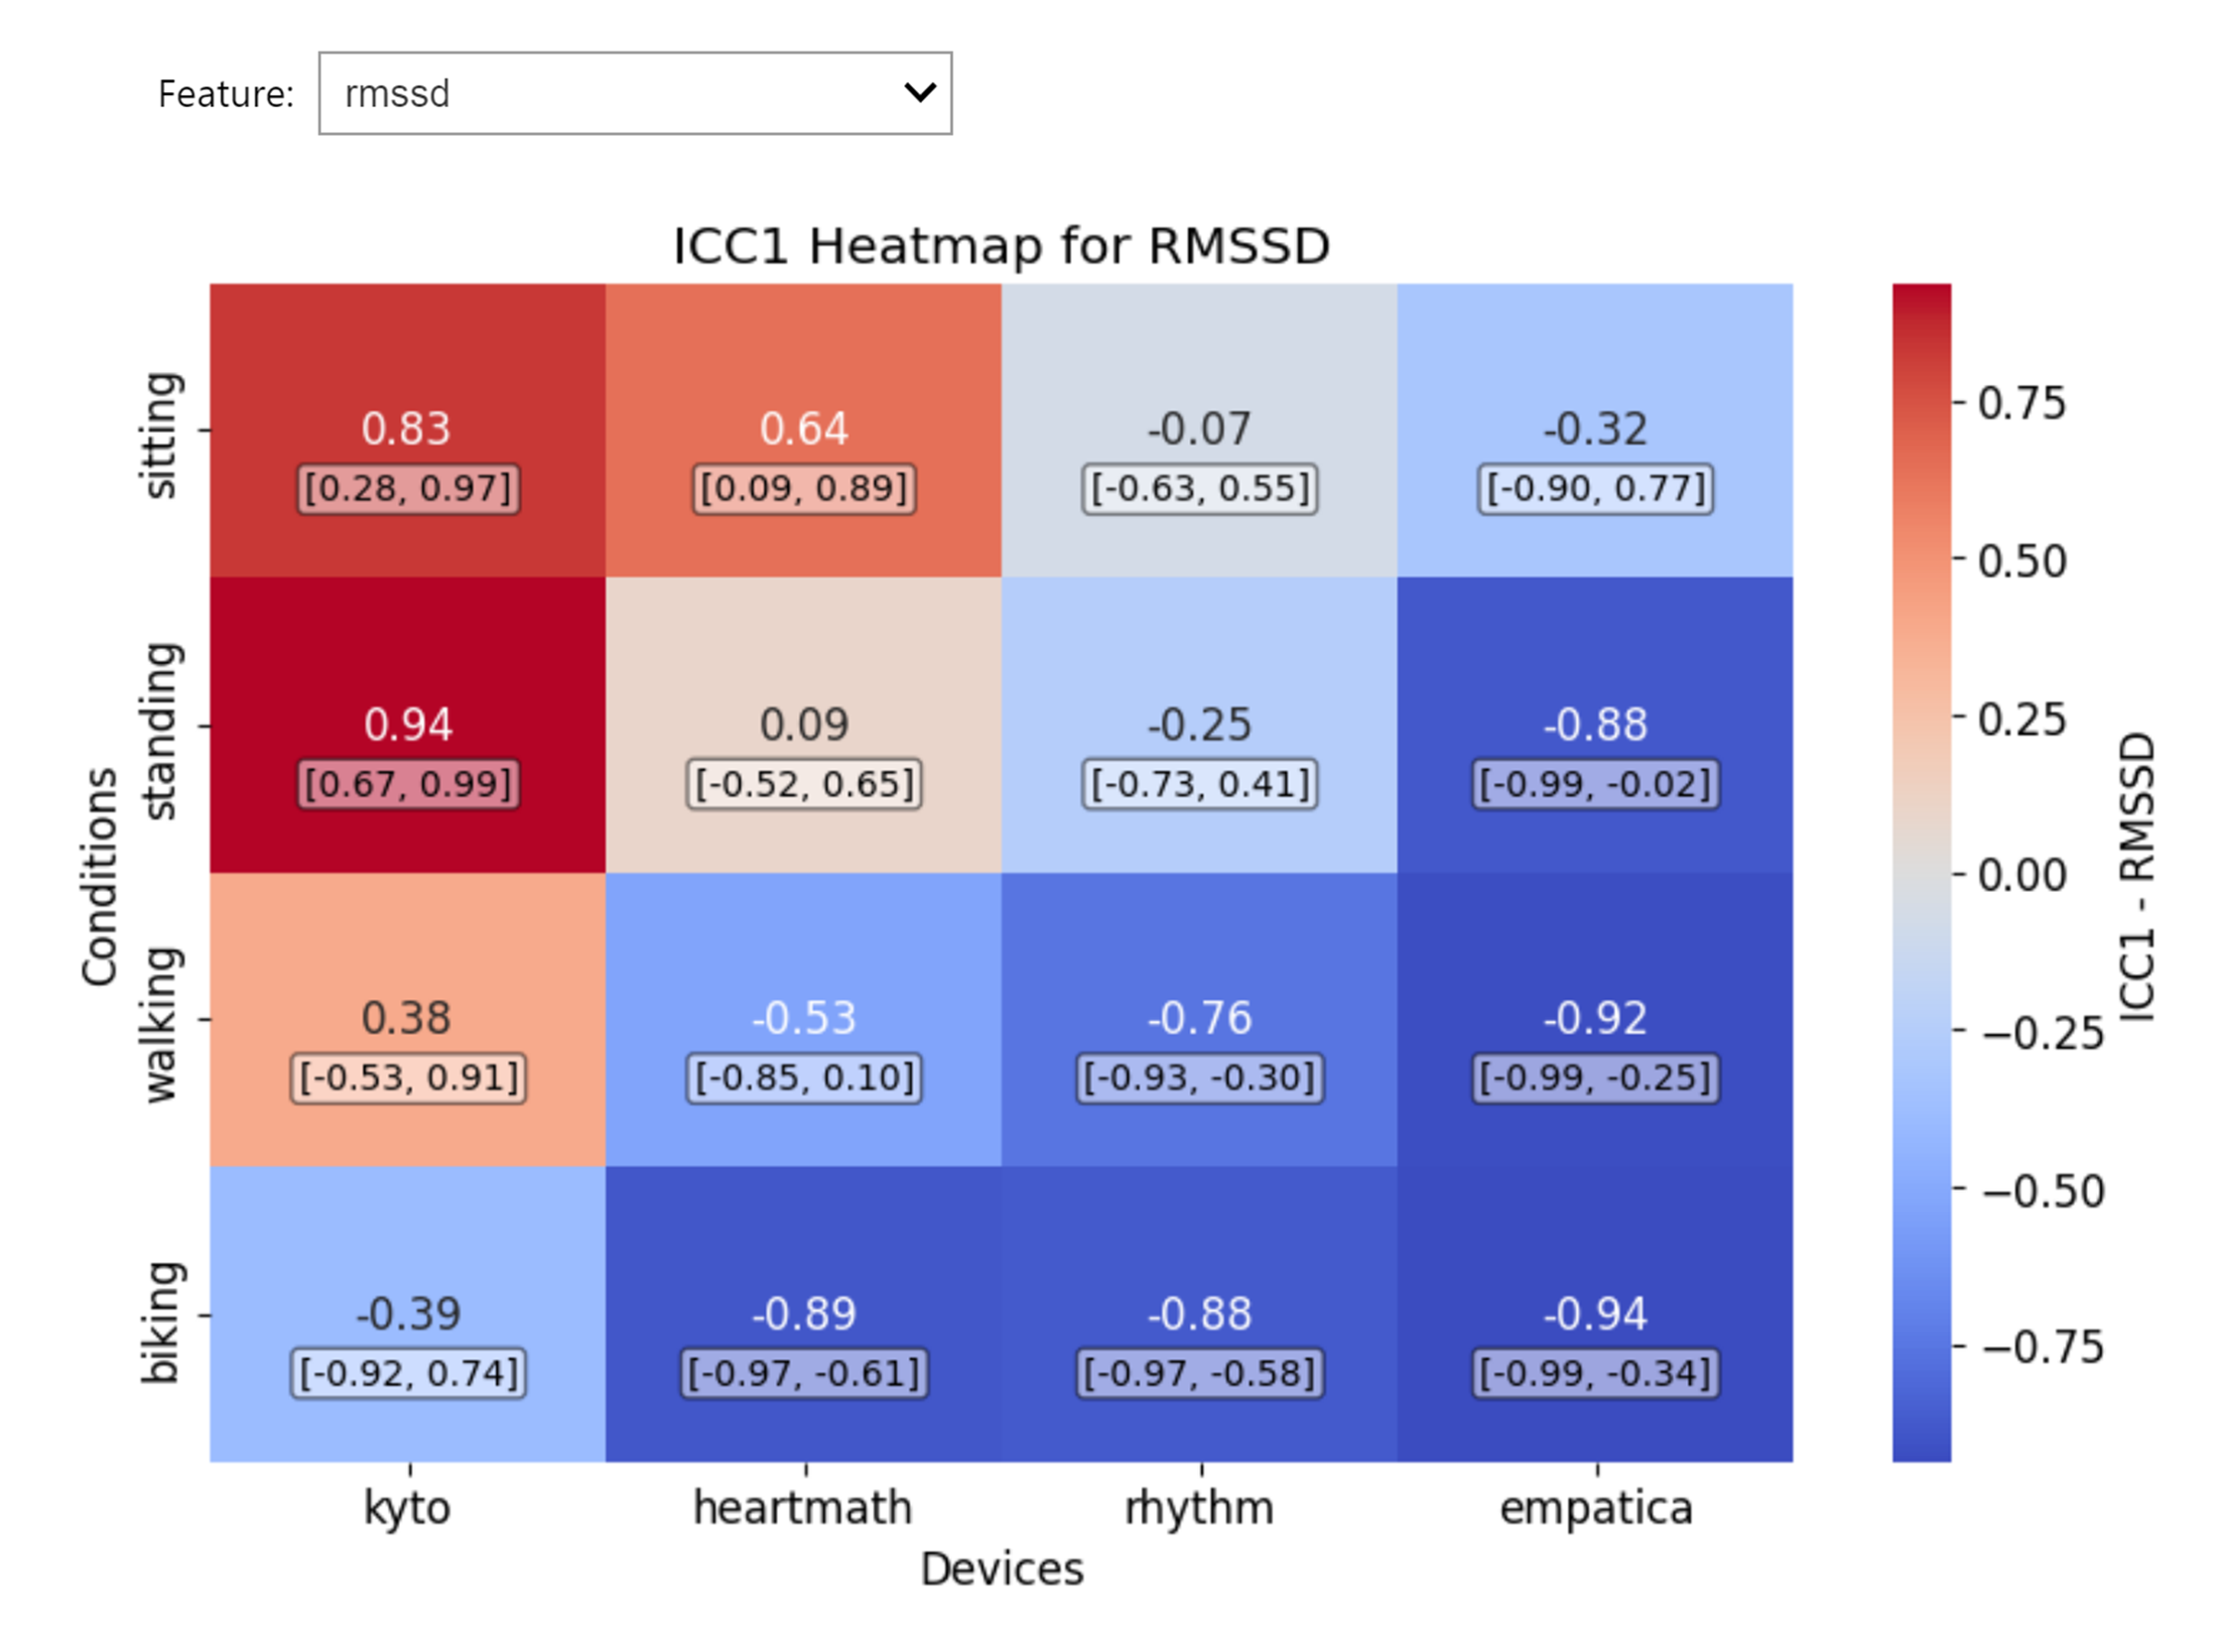 Feature: rmssd
ICC1 Heatmap for RMSSD
sitting
0.83 0.64 -0.07 -0.32
[0.28, 0.97] [0.09, 0.89] [-0.63, 0.55] [-0.90, 0.77]
standing
0.94 0.09 -0.25 -0.88
[0.67, 0.99] [-0.52, 0.65] [-0.73, 0.41] [-0.99, -0.02]
Conditions
walking
0.38 -0.53 -0.76 -0.92
[-0.53, 0.91] [-0.85, 0.10] [-0.93, -0.30] [-0.99, -0.25]
biking
-0.39 -0.89 -0.88 -0.94
[-0.92, 0.74] [-0.97, -0.61] [-0.97, -0.58] [-0.99, -0.34]
kyto heartmath rhythm empatica
Devices
0.75
0.50
0.25
0.00
−0.25
−0.50
−0.75
ICC1 - RMSSD